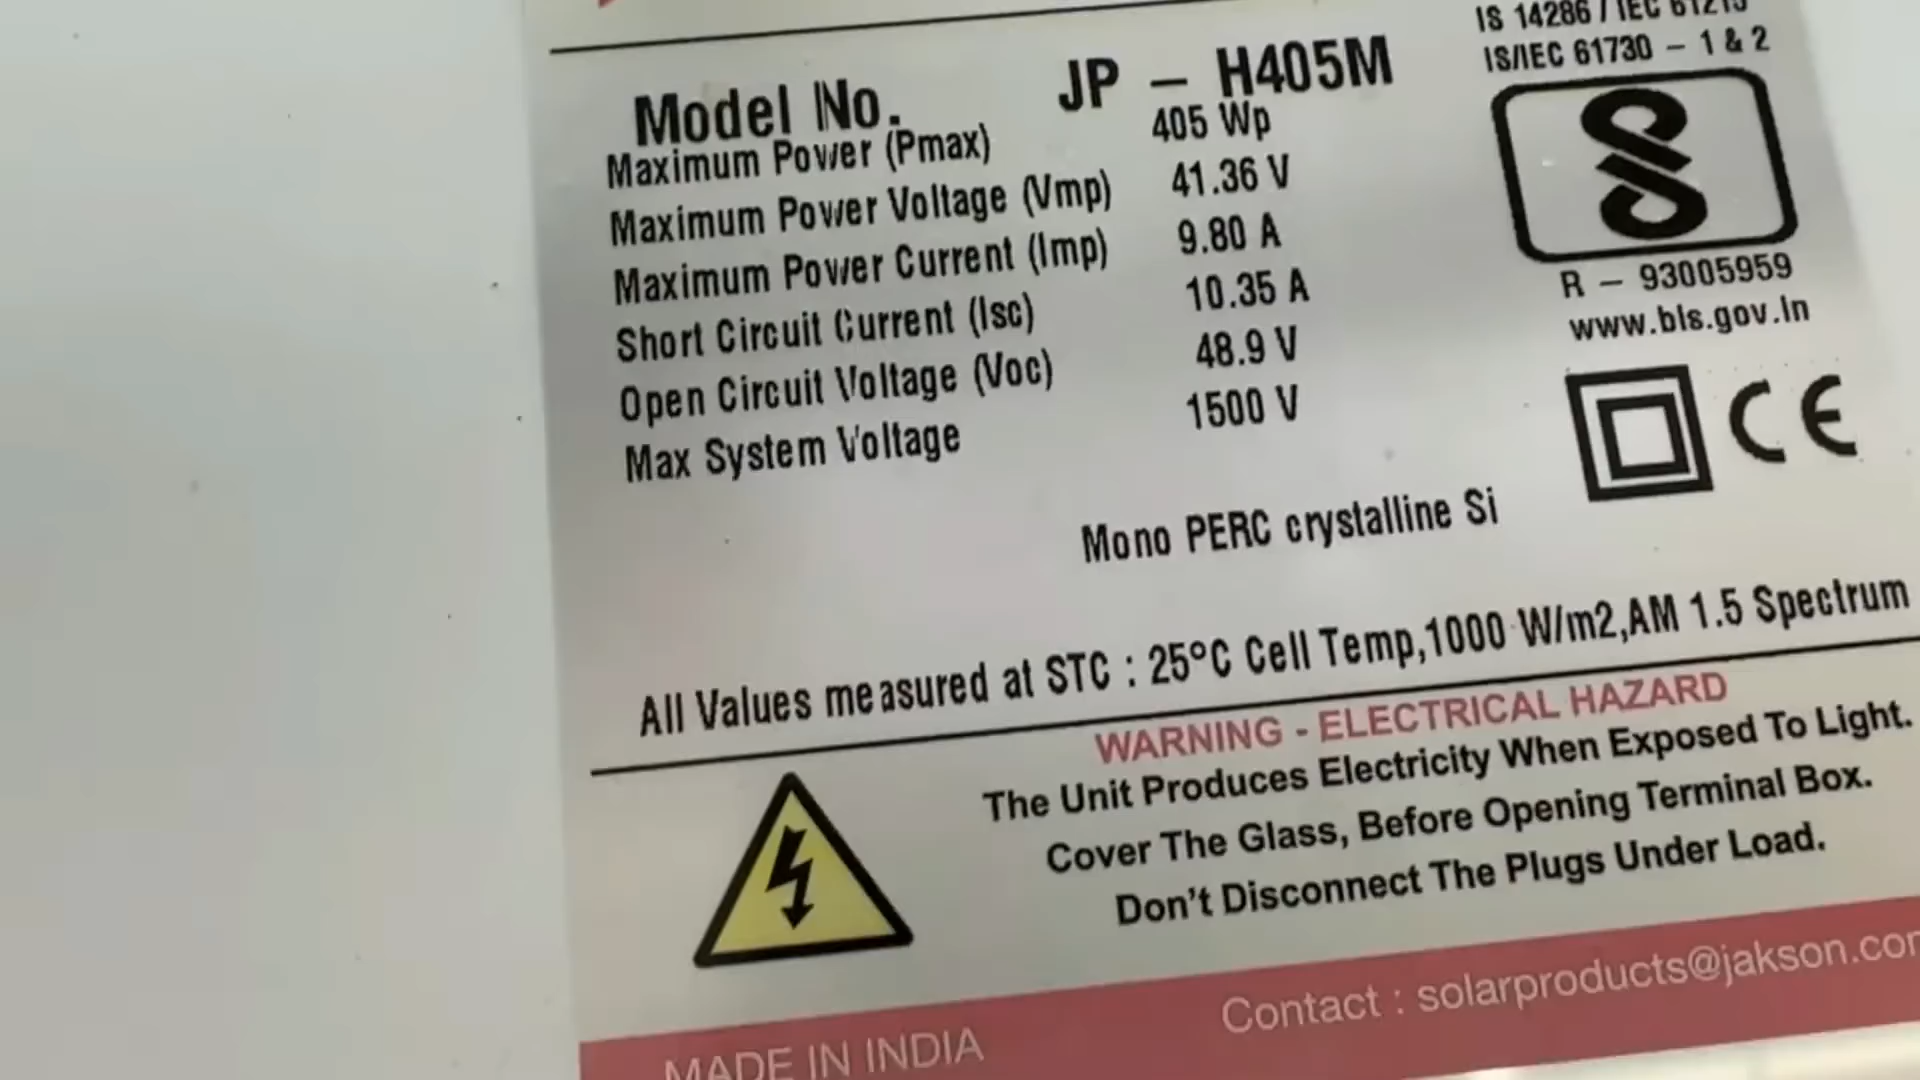 IS 14286 / IEC 61215
IS/IEC 61730 – 1 & 2
Model No. JP – H405M
Maximum Power (Pmax) 405 Wp
Maximum Power Voltage (Vmp) 41.36 V
Maximum Power Current (Imp) 9.80 A
Short Circuit Current (Isc) 10.35 A
Open Circuit Voltage (Voc) 48.9 V
Max System Voltage 1500 V
R – 93005959
www.bis.gov.in
CE
Mono PERC crystalline Si
All Values measured at STC : 25°C Cell Temp,1000 W/m2,AM 1.5 Spectrum
WARNING - ELECTRICAL HAZARD
The Unit Produces Electricity When Exposed To Light.
Cover The Glass, Before Opening Terminal Box.
Don't Disconnect The Plugs Under Load.
MADE IN INDIA
Contact : solarproducts@jakson.com